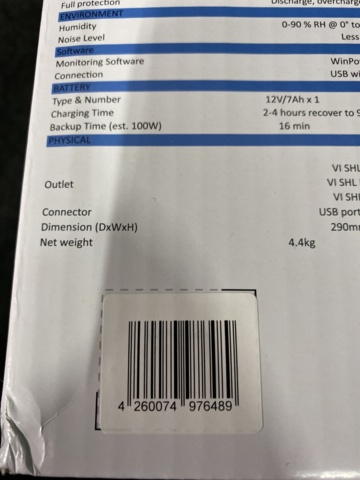 Full protection Discharge, overcharge
ENVIRONMENT
Humidity 0-90 % RH @ 0° to
Noise Level Less
Software
Monitoring Software WinPo
Connection USB wi
BATTERY
Type & Number 12V/7Ah x 1
Charging Time 2-4 hours recover to 9
Backup Time (est. 100W) 16 min
PHYSICAL
VI SHL
Outlet VI SHL
VI SHL
Connector USB port
Dimension (DxWxH) 290mm
Net weight 4.4kg
4 260074 976489